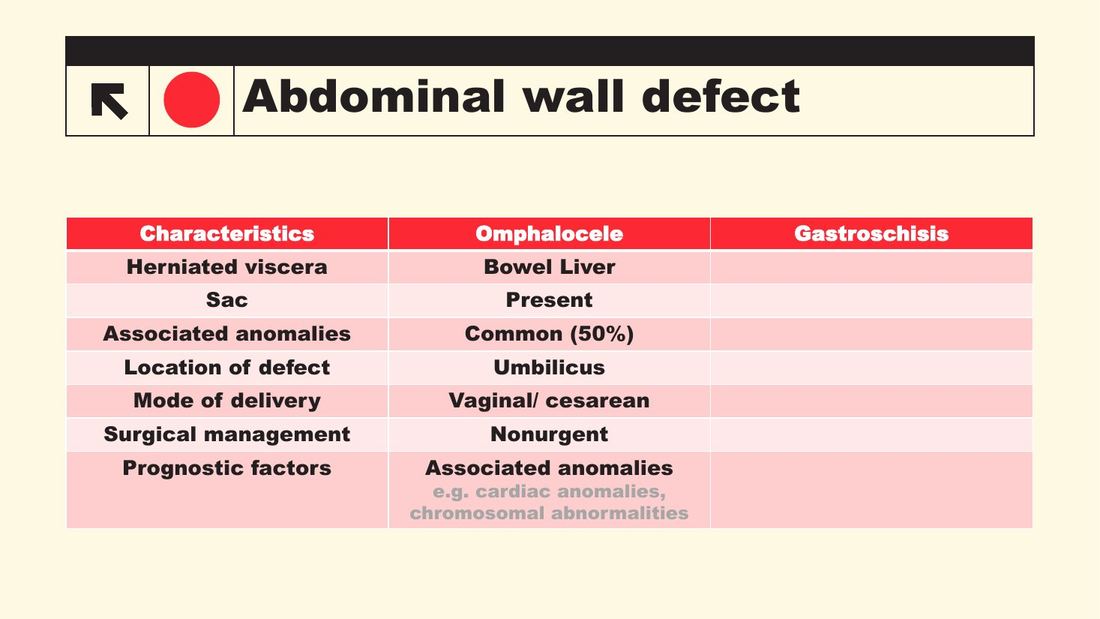 Abdominal wall defect
Characteristics Omphalocele Gastroschisis
Herniated viscera Bowel Liver
Sac Present
Associated anomalies Common (50%)
Location of defect Umbilicus
Mode of delivery Vaginal/ cesarean
Surgical management Nonurgent
Prognostic factors Associated anomalies
e.g. cardiac anomalies,
chromosomal abnormalities